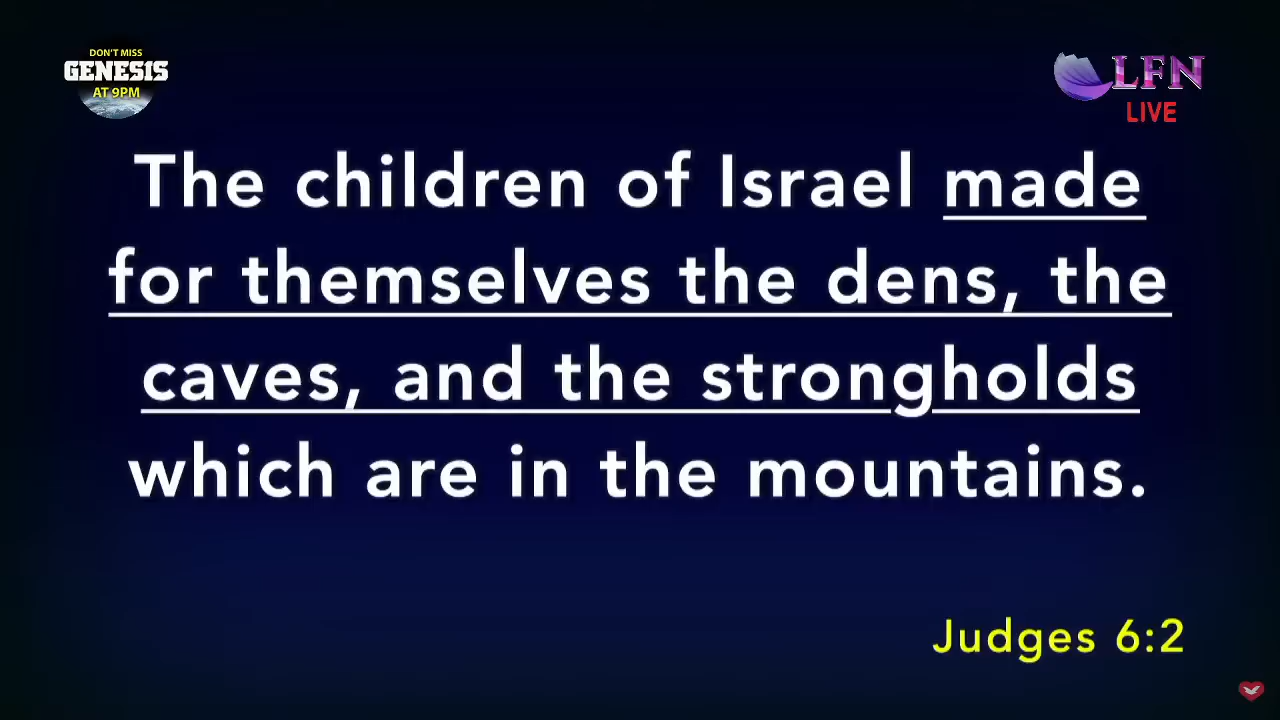 DON'T MISS
GENESIS
AT 9PM
LFN
LIVE
The children of Israel made
for themselves the dens, the
caves, and the strongholds
which are in the mountains.
Judges 6:2